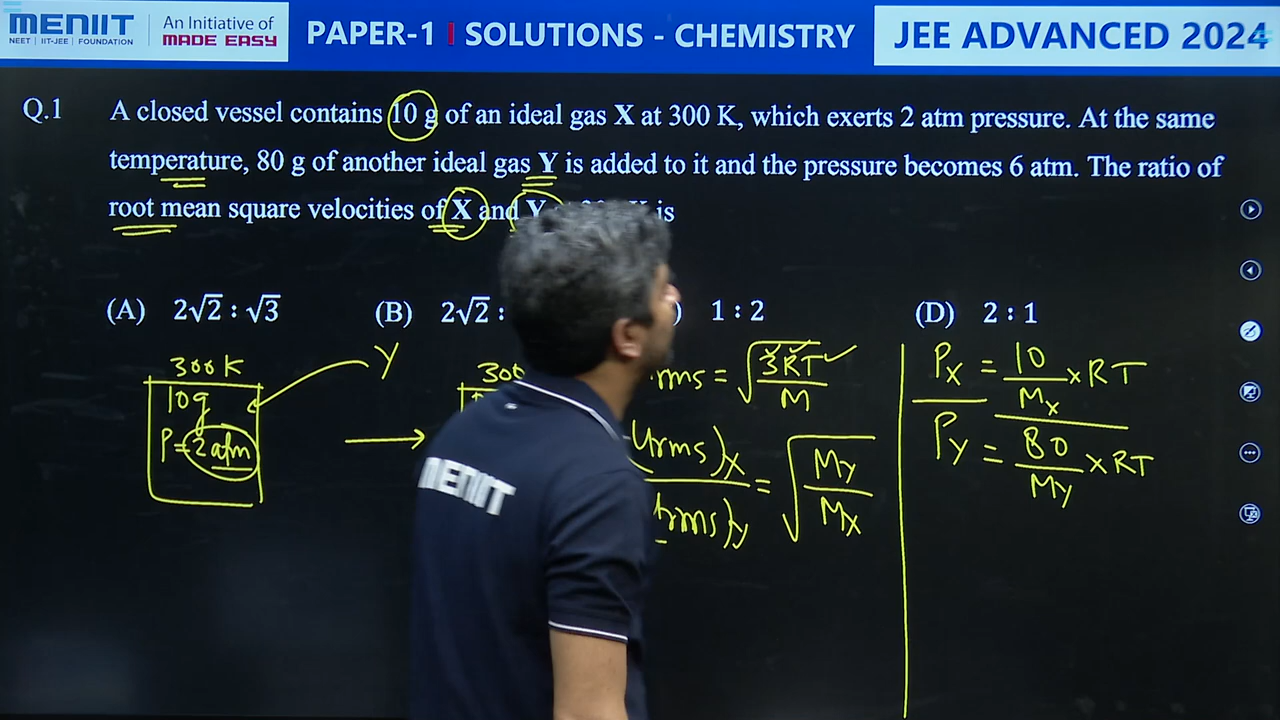 MENIIT
NEET | IIT-JEE | FOUNDATION
An Initiative of
MADE EASY
PAPER-1 | SOLUTIONS - CHEMISTRY
JEE ADVANCED 2024
Q.1 A closed vessel contains 10 g of an ideal gas X at 300 K, which exerts 2 atm pressure. At the same
temperature, 80 g of another ideal gas Y is added to it and the pressure becomes 6 atm. The ratio of
root mean square velocities of X and Y is
(A) 2√2 : √3 (B) 2√2 : ) 1 : 2 (D) 2 : 1
300K
Y
10g
P=2atm
rms = √(3RT/M)
Urms)x / rms)y = √(My/Mx)
Px = 10/Mx × RT
Py = 80/My × RT
MENIIT